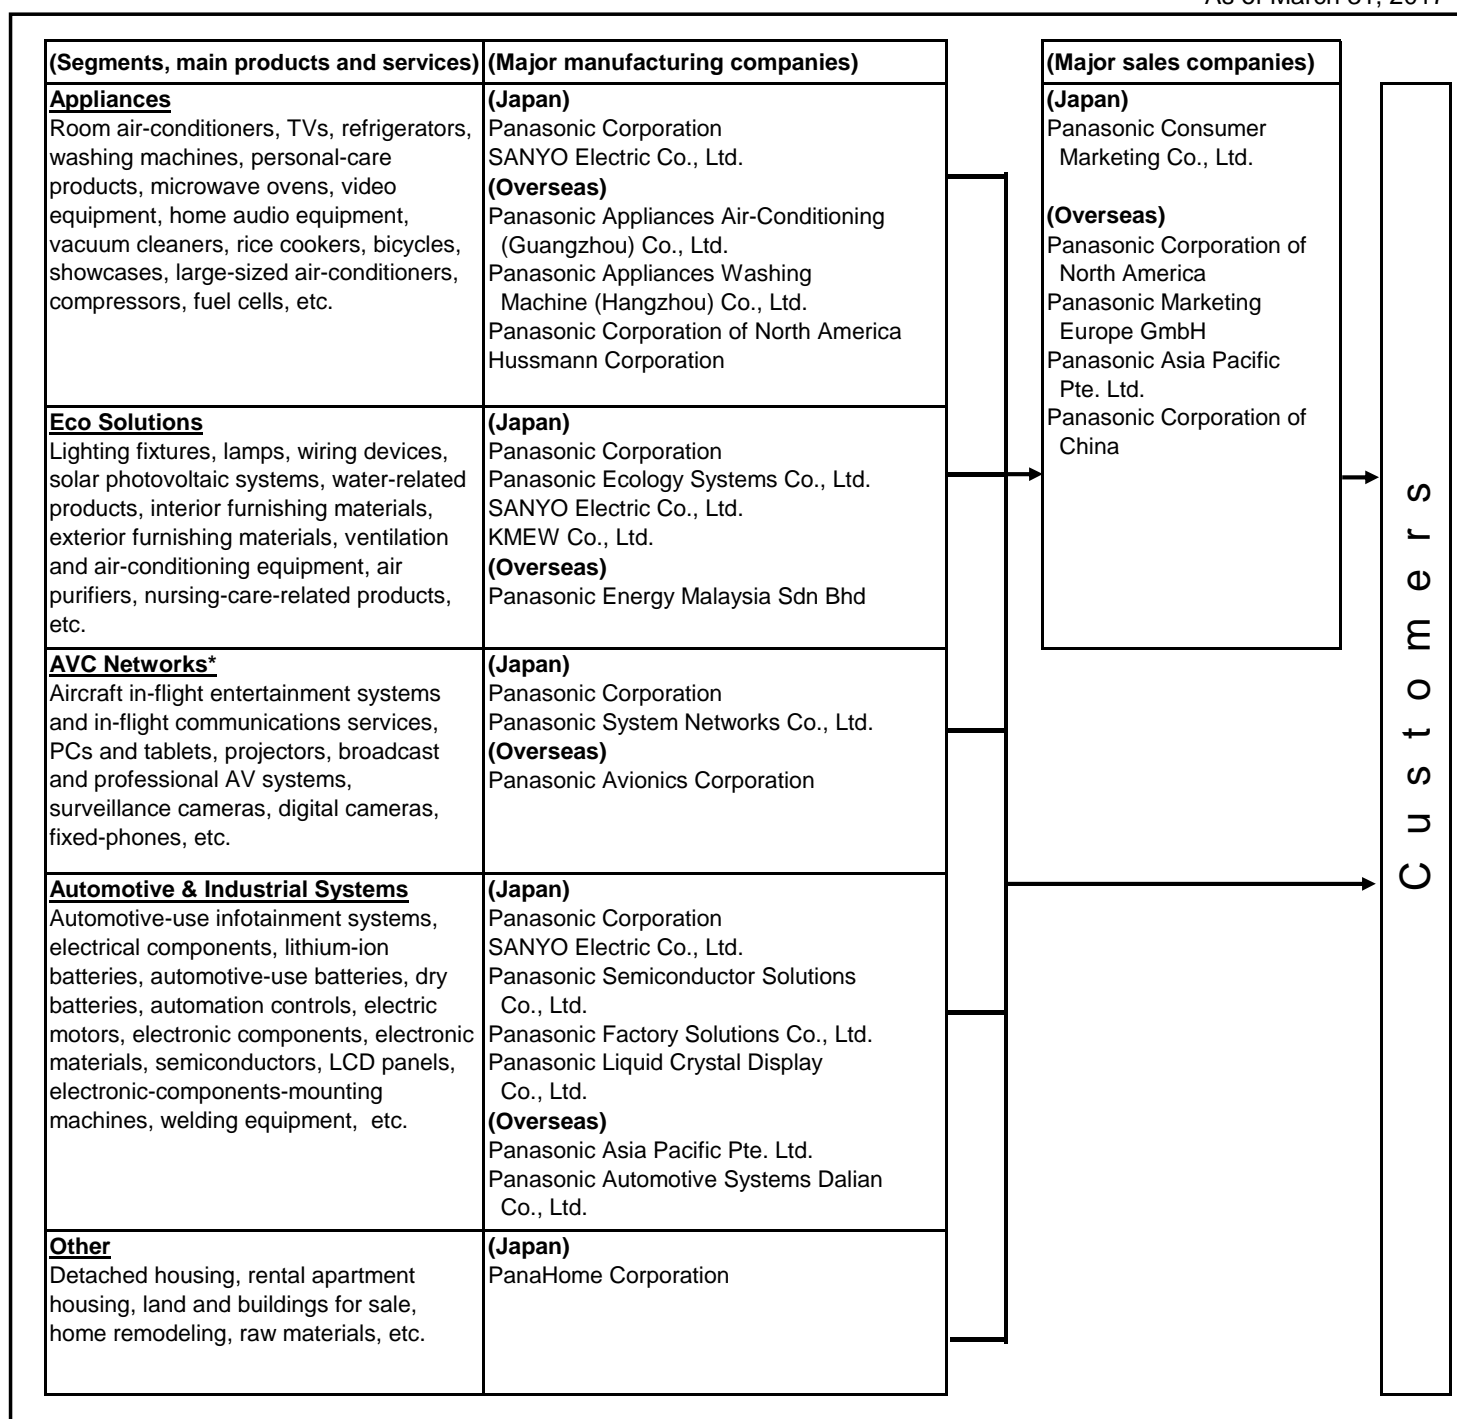 As of March 31, 2017
(Segments, main products and services)
(Major manufacturing companies)
(Major sales companies)
Appliances
Room air-conditioners, TVs, refrigerators,
washing machines, personal-care
products, microwave ovens, video
equipment, home audio equipment,
vacuum cleaners, rice cookers, bicycles,
showcases, large-sized air-conditioners,
compressors, fuel cells, etc.
(Japan)
Panasonic Corporation
SANYO Electric Co., Ltd.
(Overseas)
Panasonic Appliances Air-Conditioning
(Guangzhou) Co., Ltd.
Panasonic Appliances Washing
Machine (Hangzhou) Co., Ltd.
Panasonic Corporation of North America
Hussmann Corporation
(Japan)
Panasonic Consumer
Marketing Co., Ltd.
(Overseas)
Panasonic Corporation of
North America
Panasonic Marketing
Europe GmbH
Panasonic Asia Pacific
Pte. Ltd.
Panasonic Corporation of
China
Eco Solutions
Lighting fixtures, lamps, wiring devices,
solar photovoltaic systems, water-related
products, interior furnishing materials,
exterior furnishing materials, ventilation
and air-conditioning equipment, air
purifiers, nursing-care-related products,
etc.
(Japan)
Panasonic Corporation
Panasonic Ecology Systems Co., Ltd.
SANYO Electric Co., Ltd.
KMEW Co., Ltd.
(Overseas)
Panasonic Energy Malaysia Sdn Bhd
AVC Networks*
Aircraft in-flight entertainment systems
and in-flight communications services,
PCs and tablets, projectors, broadcast
and professional AV systems,
surveillance cameras, digital cameras,
fixed-phones, etc.
(Japan)
Panasonic Corporation
Panasonic System Networks Co., Ltd.
(Overseas)
Panasonic Avionics Corporation
Automotive & Industrial Systems
Automotive-use infotainment systems,
electrical components, lithium-ion
batteries, automotive-use batteries, dry
batteries, automation controls, electric
motors, electronic components, electronic
materials, semiconductors, LCD panels,
electronic-components-mounting
machines, welding equipment, etc.
(Japan)
Panasonic Corporation
SANYO Electric Co., Ltd.
Panasonic Semiconductor Solutions
Co., Ltd.
Panasonic Factory Solutions Co., Ltd.
Panasonic Liquid Crystal Display
Co., Ltd.
(Overseas)
Panasonic Asia Pacific Pte. Ltd.
Panasonic Automotive Systems Dalian
Co., Ltd.
Other
Detached housing, rental apartment
housing, land and buildings for sale,
home remodeling, raw materials, etc.
(Japan)
PanaHome Corporation
Customers